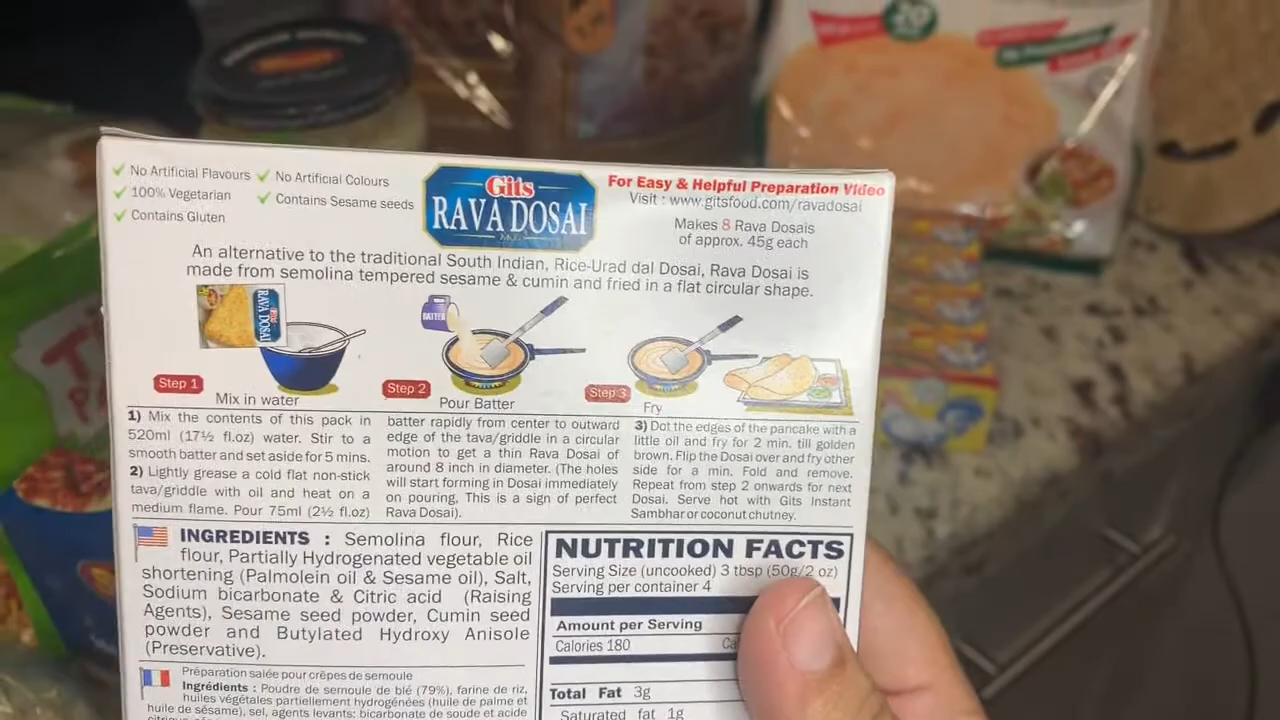 No Artificial Flavours
No Artificial Colours
100% Vegetarian
Contains Sesame seeds
Contains Gluten
Gits
RAVA DOSAI
For Easy & Helpful Preparation Video
Visit : www.gitsfood.com/ravadosai
Makes 8 Rava Dosais
of approx. 45g each
An alternative to the traditional South Indian, Rice-Urad dal Dosai, Rava Dosai is
made from semolina tempered sesame & cumin and fried in a flat circular shape.
RAVA DOSAI
BATTER
Step 1
Mix in water
Step 2
Pour Batter
Step 3
Fry
1) Mix the contents of this pack in
520ml (17½ fl.oz) water. Stir to a
smooth batter and set aside for 5 mins.
2) Lightly grease a cold flat non-stick
tava/griddle with oil and heat on a
medium flame. Pour 75ml (2½ fl.oz)
batter rapidly from center to outward
edge of the tava/griddle in a circular
motion to get a thin Rava Dosai of
around 8 inch in diameter. (The holes
will start forming in Dosai immediately
on pouring, This is a sign of perfect
Rava Dosai).
3) Dot the edges of the pancake with a
little oil and fry for 2 min. till golden
brown. Flip the Dosai over and fry other
side for a min. Fold and remove.
Repeat from step 2 onwards for next
Dosai. Serve hot with Gits Instant
Sambhar or coconut chutney.
INGREDIENTS : Semolina flour, Rice
flour, Partially Hydrogenated vegetable oil
shortening (Palmolein oil & Sesame oil), Salt,
Sodium bicarbonate & Citric acid (Raising
Agents), Sesame seed powder, Cumin seed
powder and Butylated Hydroxy Anisole
(Preservative).
Préparation salée pour crêpes de semoule
Ingrédients : Poudre de semoule de blé (79%), farine de riz,
huiles végétales partiellement hydrogénées (huile de palme et
huile de sésame), sel, agents levants: bicarbonate de soude et acide
NUTRITION FACTS
Serving Size (uncooked) 3 tbsp (50g/2 oz)
Serving per container 4
Amount per Serving
Calories 180
Total Fat 3g
Saturated fat 1g
20